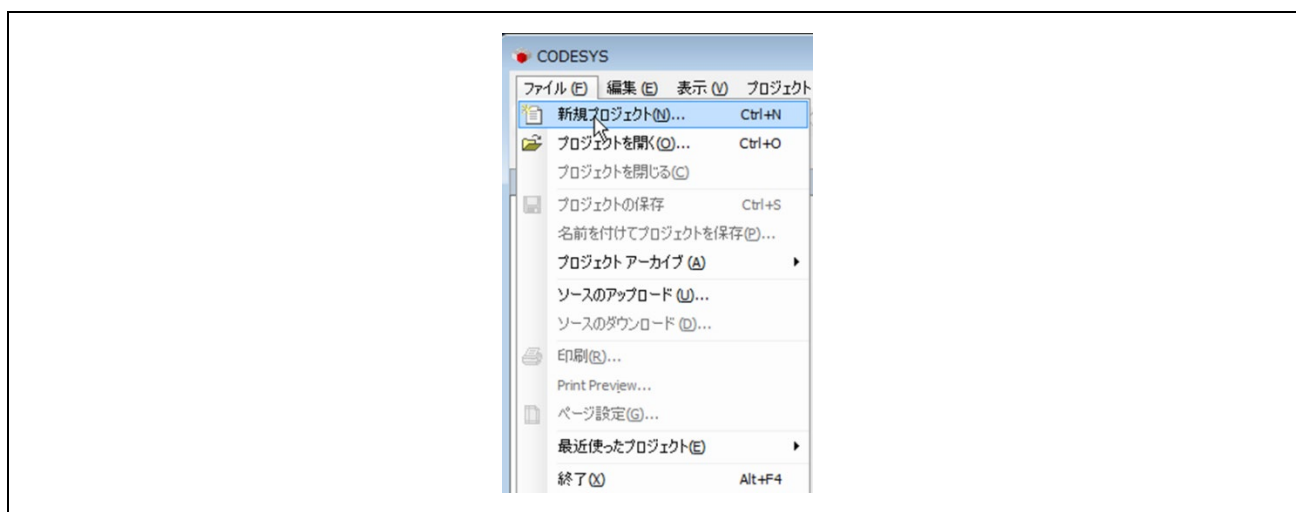 CODESYS
ファイル(F) 編集(E) 表示(V) プロジェクト
新規プロジェクト(N)... Ctrl+N
プロジェクトを開く(O)... Ctrl+O
プロジェクトを閉じる(C)
プロジェクトの保存 Ctrl+S
名前を付けてプロジェクトを保存(P)...
プロジェクト アーカイブ (A)
ソースのアップロード (U)...
ソースのダウンロード (D)...
印刷(R)...
Print Preview...
ページ設定(G)...
最近使ったプロジェクト(E)
終了(X) Alt+F4